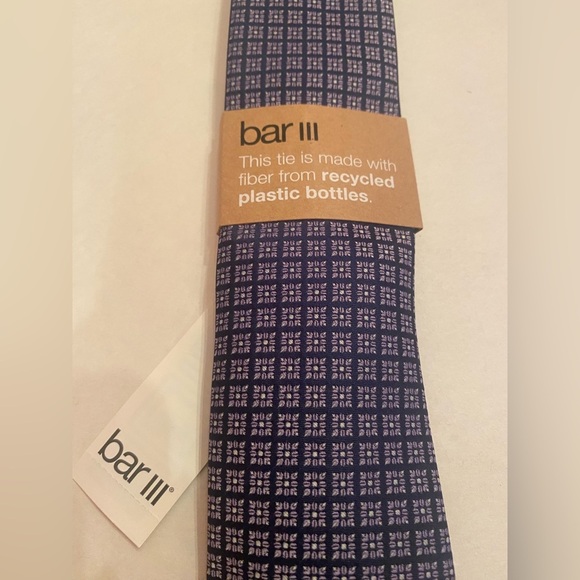 bar III
This tie is made with
fiber from recycled
plastic bottles.
bar III®